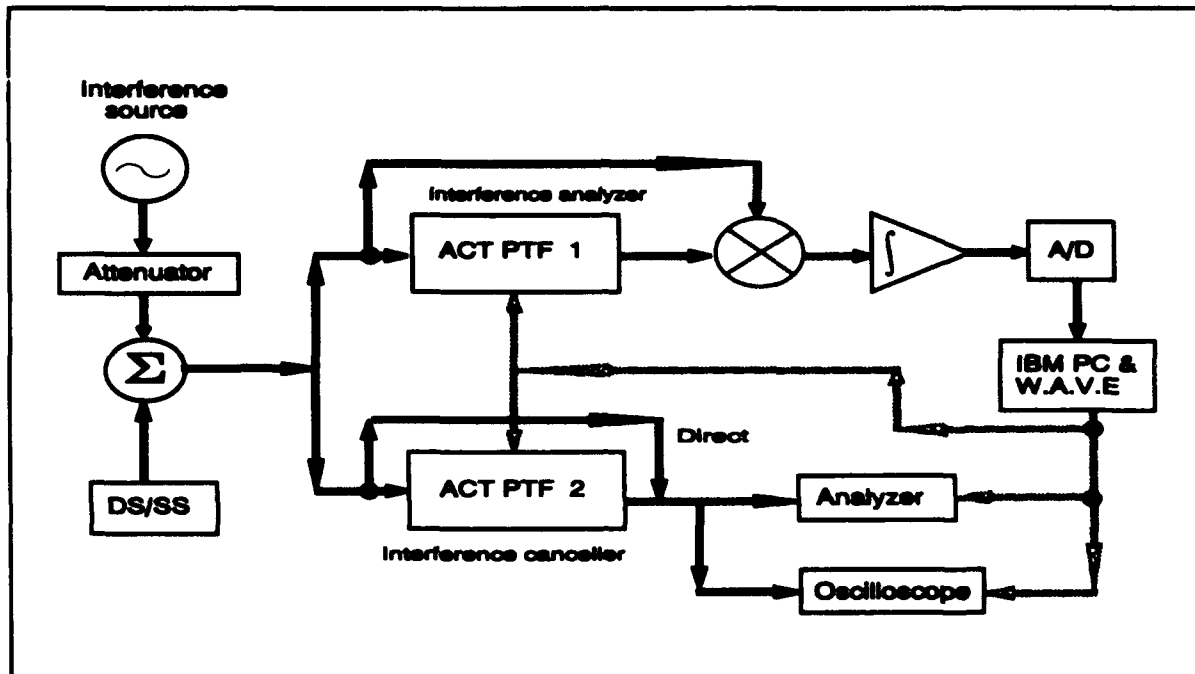 Interference
source
Attenuator
Σ
DS/SS
Interference analyzer
ACT PTF 1
∫
A/D
IBM PC &
W.A.V.E
Direct
ACT PTF 2
Interference canceller
Analyzer
Oscilloscope